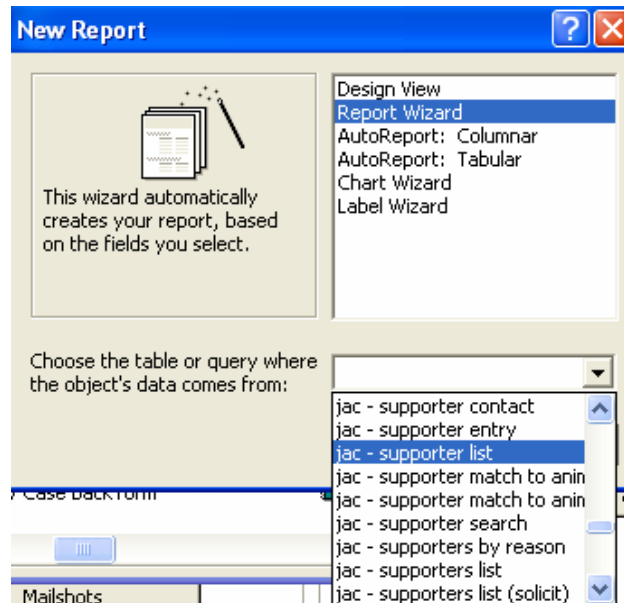 New Report
This wizard automatically
creates your report, based
on the fields you select.
Design View
Report Wizard
AutoReport: Columnar
AutoReport: Tabular
Chart Wizard
Label Wizard
Choose the table or query where
the object's data comes from:
jac - supporter contact
jac - supporter entry
jac - supporter list
jac - supporter match to anin
jac - supporter match to anin
jac - supporter search
jac - supporters by reason
jac - supporters list
jac - supporters list (solicit)
Case Back Form
Mailshots